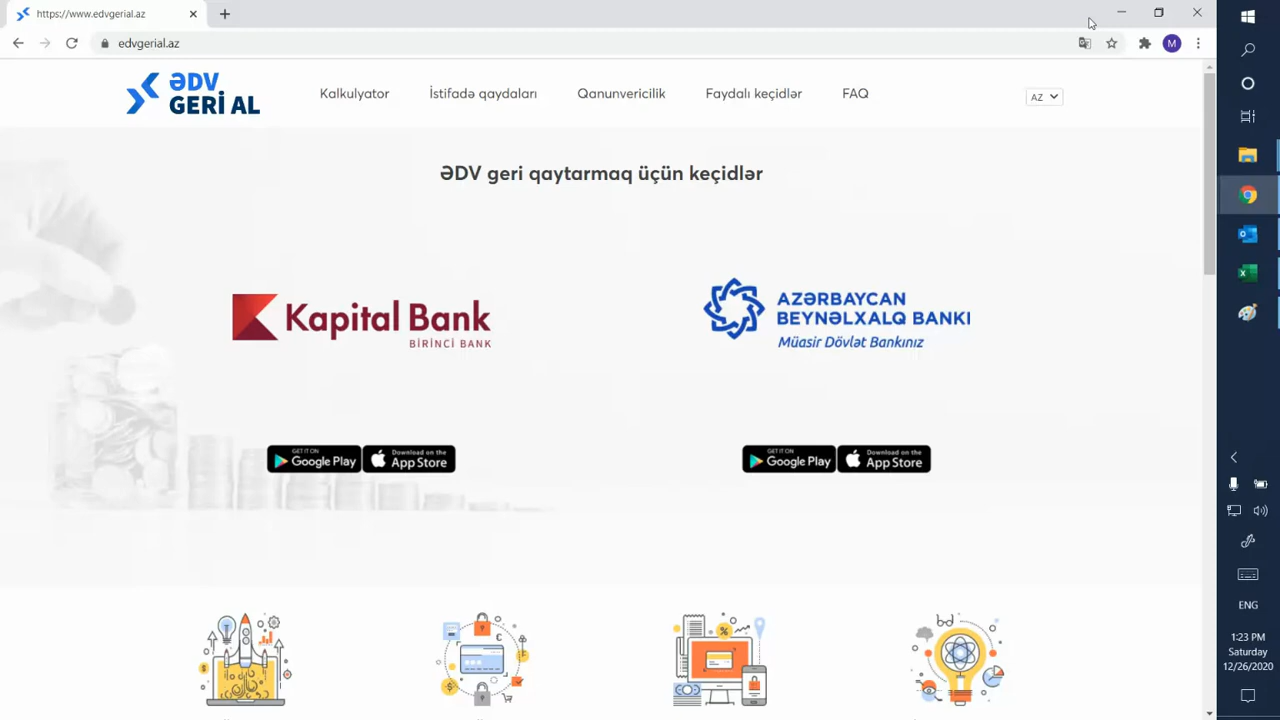 https://www.edvgerial.az
edvgerial.az
M
ƏDV
GERİ AL
Kalkulyator
İstifadə qaydaları
Qanunvericilik
Faydalı keçidlər
FAQ
AZ
ƏDV geri qaytarmaq üçün keçidlər
Kapital Bank
BİRİNCİ BANK
AZƏRBAYCAN
BEYNƏLXALQ BANKI
Müasir Dövlət Bankınız
GET IT ON
Google Play
Download on the
App Store
GET IT ON
Google Play
Download on the
App Store
ENG
1:23 PM
Saturday
12/26/2020